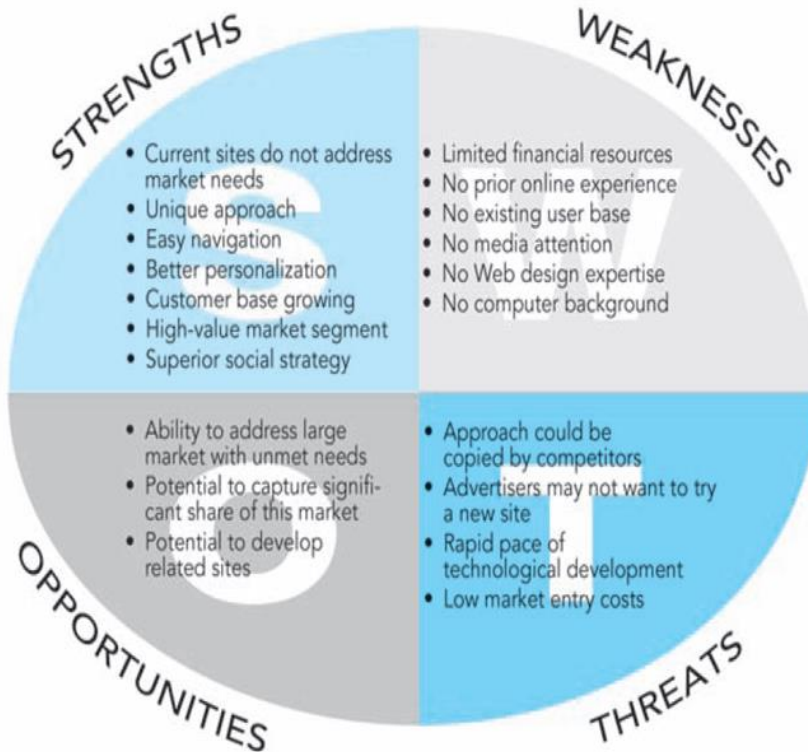 STRENGTHS
• Current sites do not address
market needs
• Unique approach
• Easy navigation
• Better personalization
• Customer base growing
• High-value market segment
• Superior social strategy
S
WEAKNESSES
• Limited financial resources
• No prior online experience
• No existing user base
• No media attention
• No Web design expertise
• No computer background
W
OPPORTUNITIES
• Ability to address large
market with unmet needs
• Potential to capture signifi-
cant share of this market
• Potential to develop
related sites
O
THREATS
• Approach could be
copied by competitors
• Advertisers may not want to try
a new site
• Rapid pace of
technological development
• Low market entry costs
T